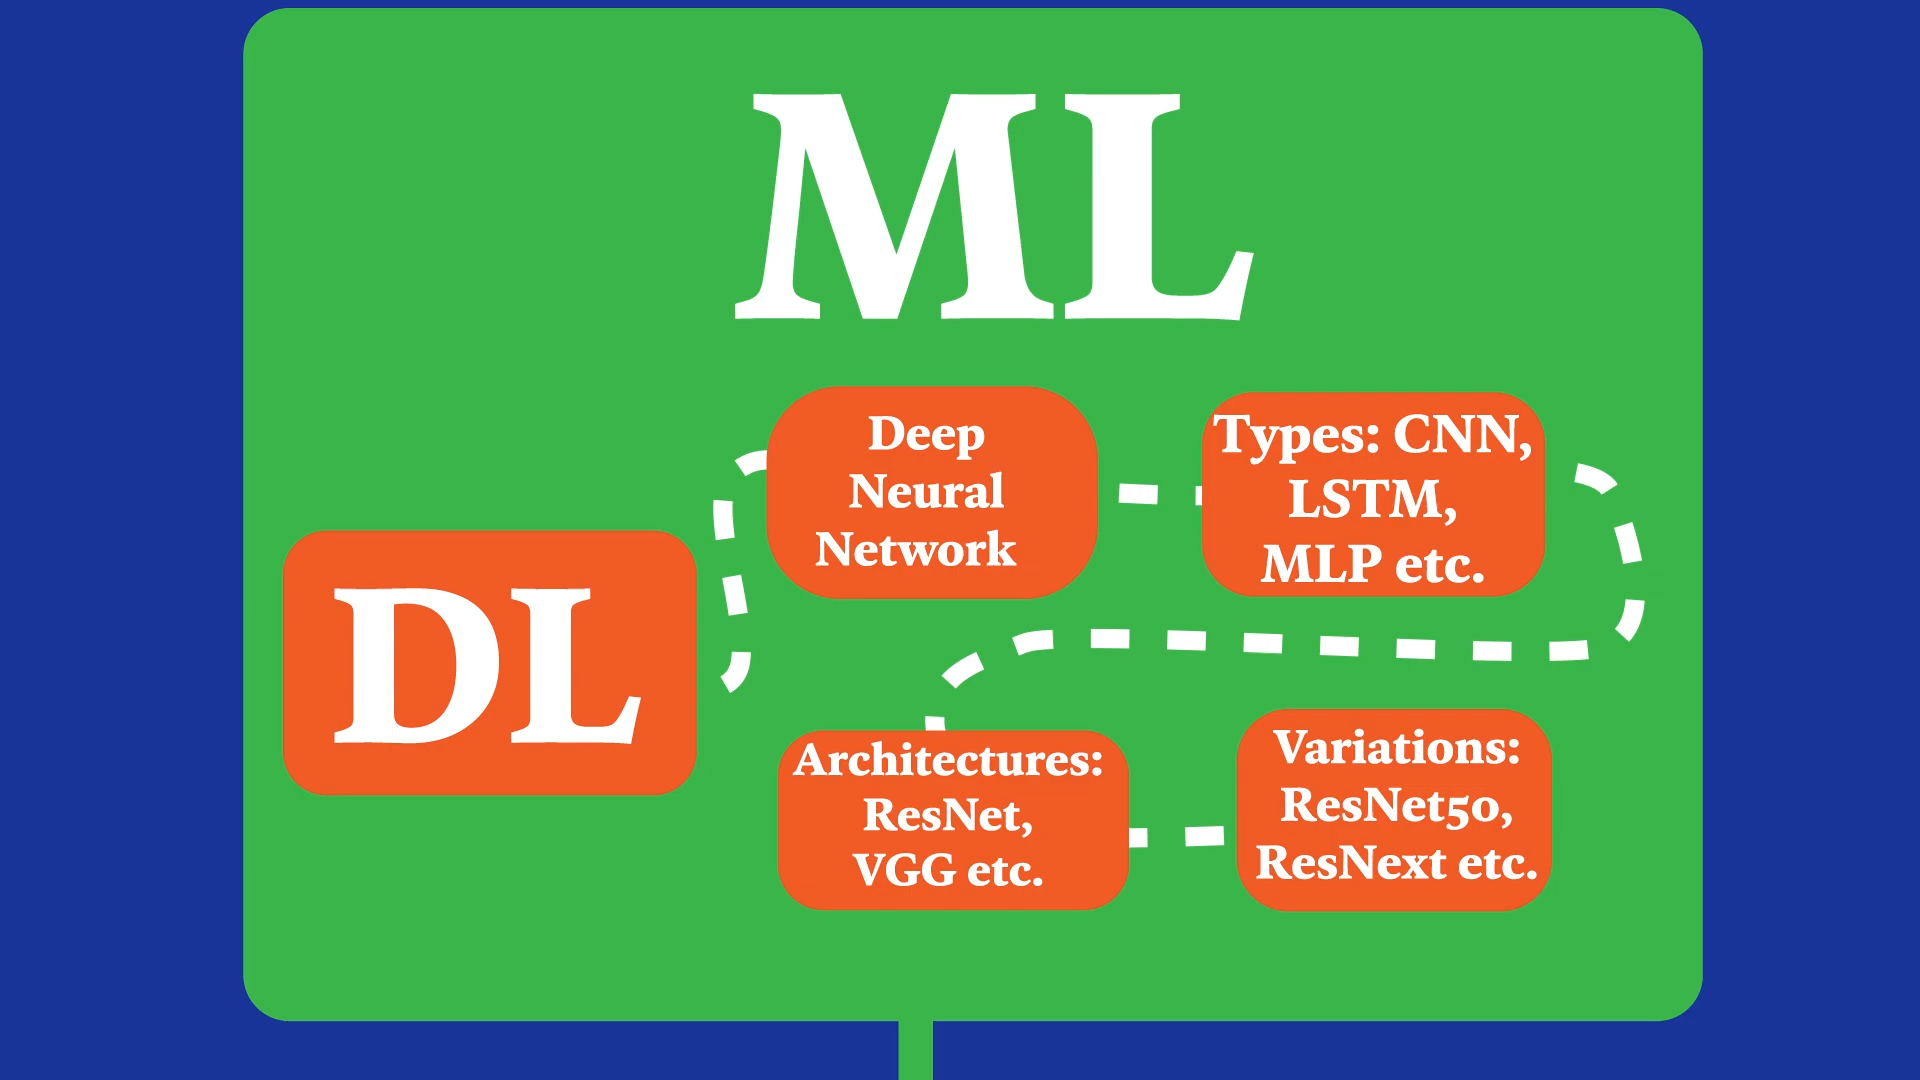 ML
DL
Deep
Neural
Network
Types: CNN,
LSTM,
MLP etc.
Architectures:
ResNet,
VGG etc.
Variations:
ResNet50,
ResNext etc.